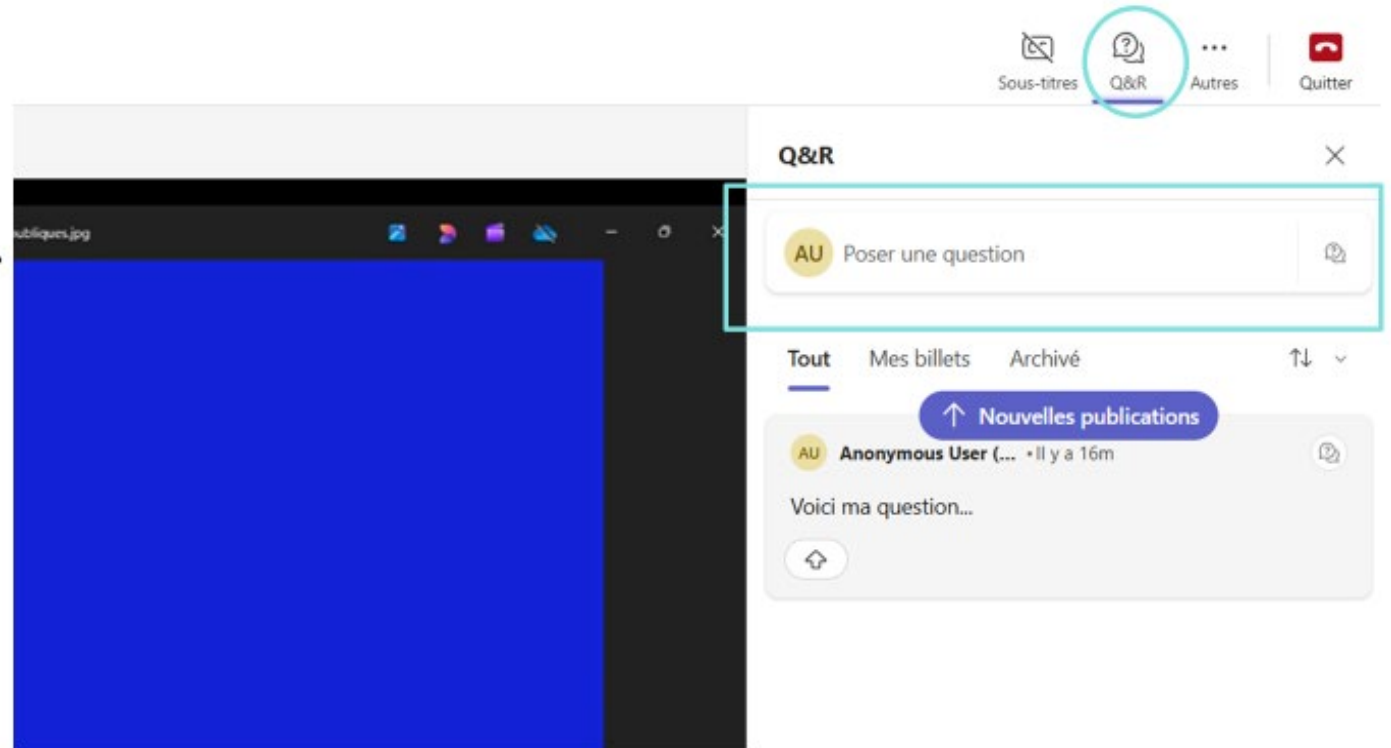 Sous-titres Q&R Autres Quitter
Q&R
ubliques.jpg
AU Poser une question
Tout Mes billets Archivé
Nouvelles publications
AU Anonymous User (... • Il y a 16m
Voici ma question...